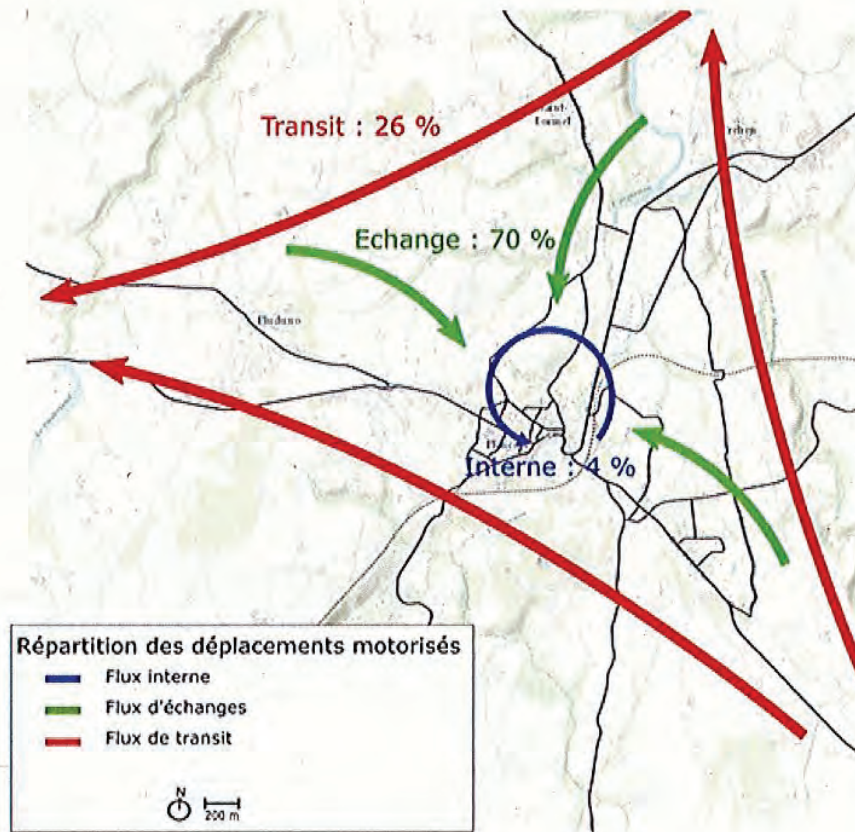 Transit : 26 %
Echange : 70 %
Interne : 4 %
Répartition des déplacements motorisés
Flux interne
Flux d'échanges
Flux de transit
N
200 m